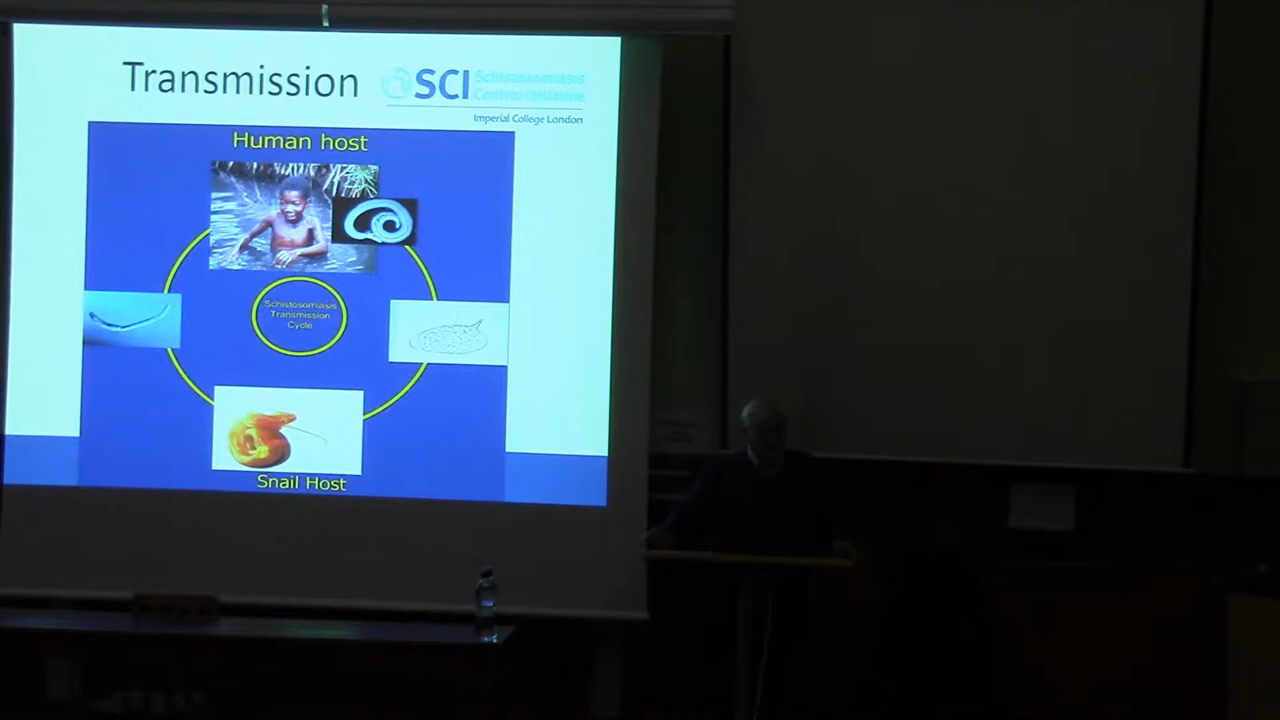 Transmission
SCI
Schistosomiasis
Control Initiative
Imperial College London
Human host
Schistosomiasis
Transmission
Cycle
Snail Host